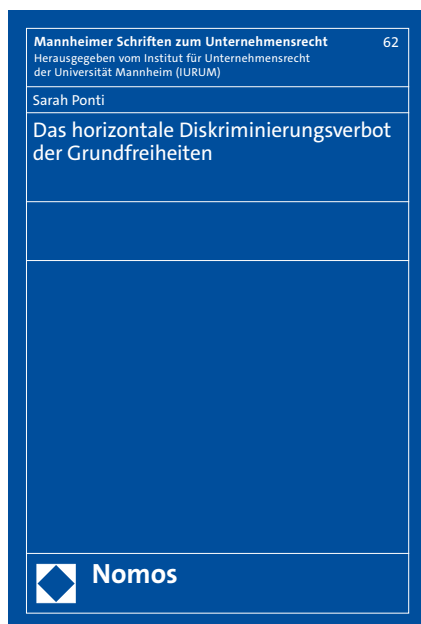 Mannheimer Schriften zum Unternehmensrecht 62
Herausgegeben vom Institut für Unternehmensrecht
der Universität Mannheim (IURUM)
Sarah Ponti
Das horizontale Diskriminierungsverbot
der Grundfreiheiten
Nomos